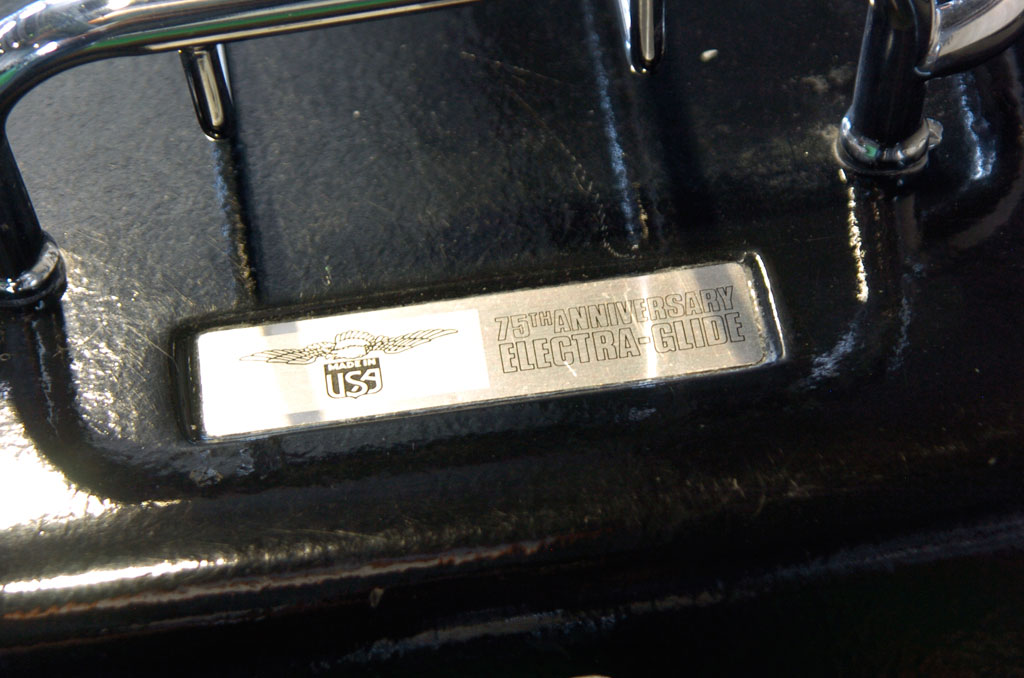 MADE IN
USA
75TH ANNIVERSARY
ELECTRA-GLIDE